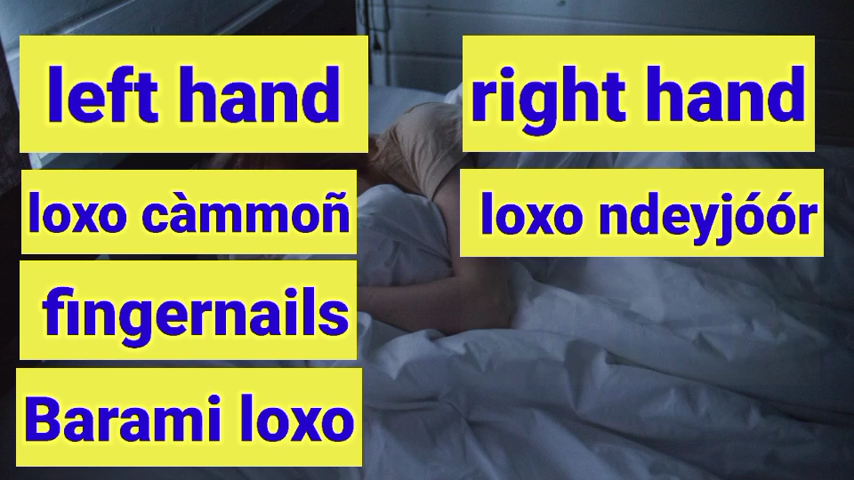 left hand
right hand
loxo càmmoñ
loxo ndeyjóór
fingernails
Barami loxo